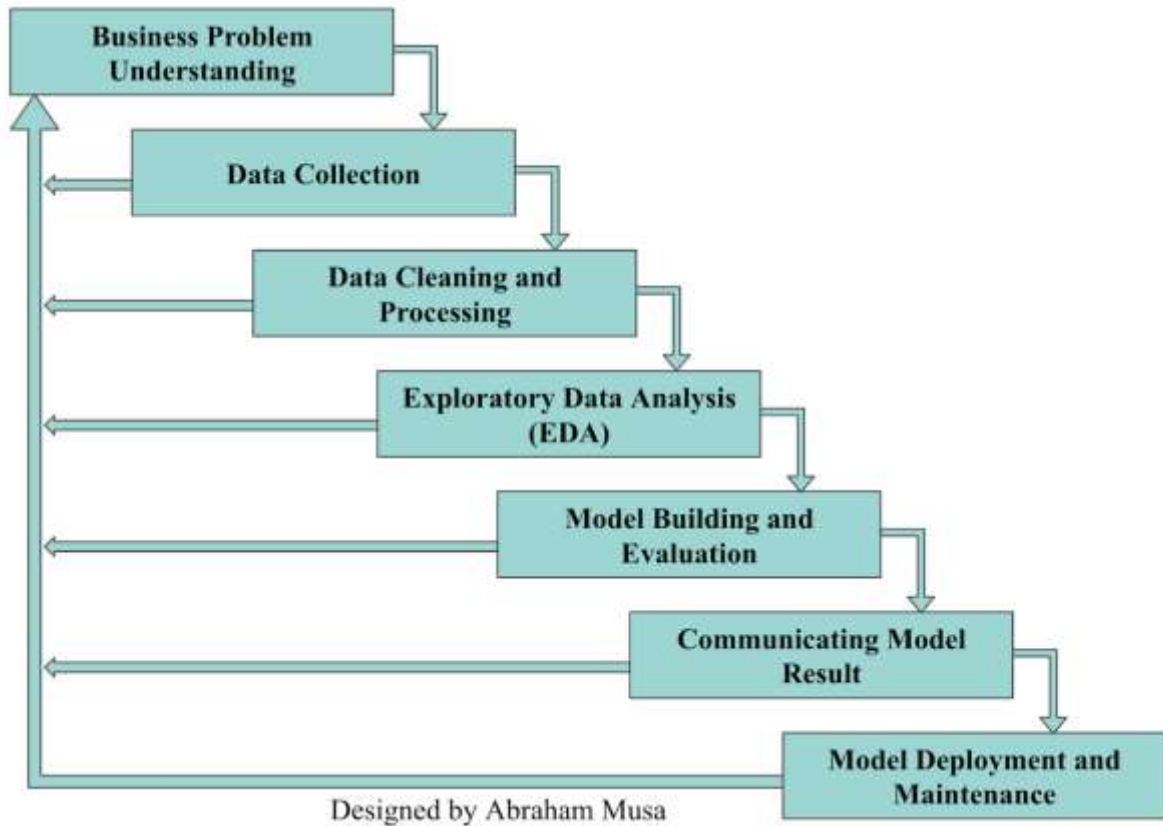 Business Problem
Understanding
Data Collection
Data Cleaning and
Processing
Exploratory Data Analysis
(EDA)
Model Building and
Evaluation
Communicating Model
Result
Model Deployment and
Maintenance
Designed by Abraham Musa